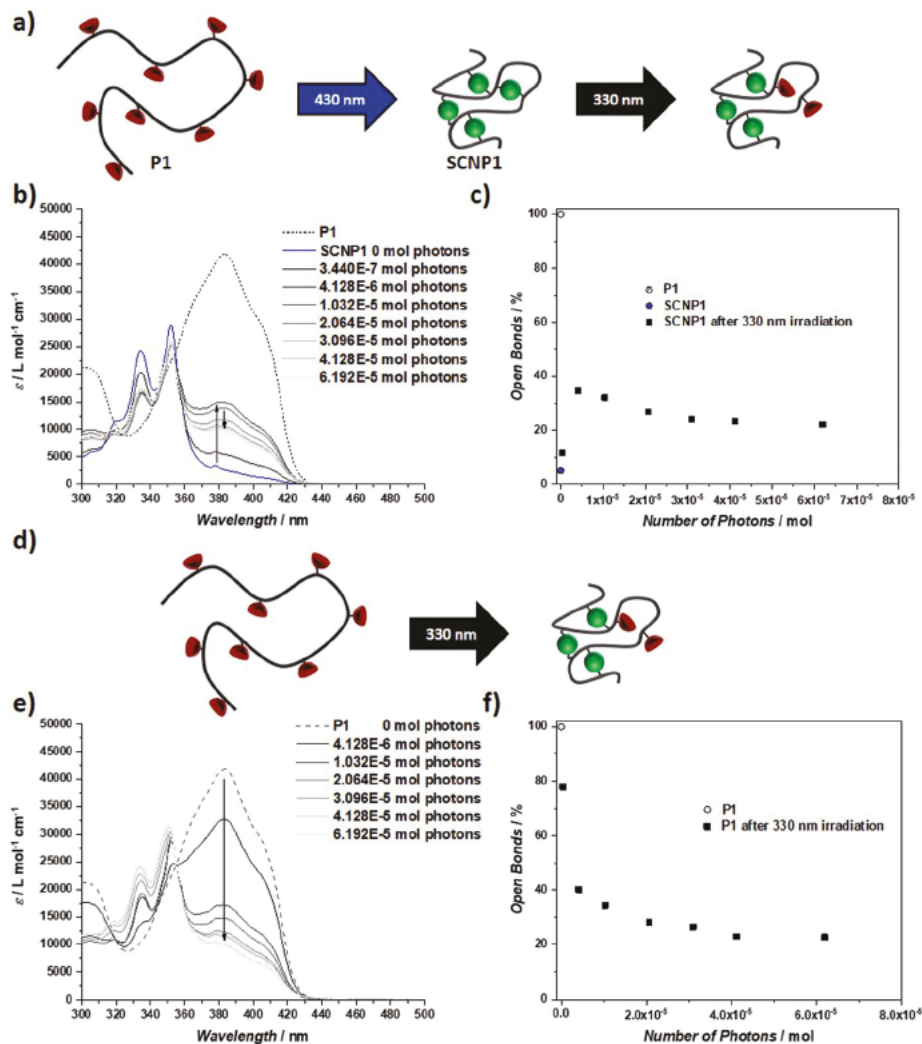 a)
430 nm
330 nm
P1
SCNP1
b)
50000
45000
40000
35000
30000
25000
20000
15000
10000
5000
0
ε / L mol⁻¹ cm⁻¹
P1
SCNP1 0 mol photons
3.440E-7 mol photons
4.128E-6 mol photons
1.032E-5 mol photons
2.064E-5 mol photons
3.096E-5 mol photons
4.128E-5 mol photons
6.192E-5 mol photons
300 320 340 360 380 400 420 440 460 480 500
Wavelength / nm
c)
100
80
60
40
20
0
Open Bonds / %
P1
SCNP1
SCNP1 after 330 nm irradiation
0 1x10⁻⁵ 2x10⁻⁵ 3x10⁻⁵ 4x10⁻⁵ 5x10⁻⁵ 6x10⁻⁵ 7x10⁻⁵ 8x10⁻⁵
Number of Photons / mol
d)
330 nm
e)
50000
45000
40000
35000
30000
25000
20000
15000
10000
5000
0
ε / L mol⁻¹ cm⁻¹
P1 0 mol photons
4.128E-6 mol photons
1.032E-5 mol photons
2.064E-5 mol photons
3.096E-5 mol photons
4.128E-5 mol photons
6.192E-5 mol photons
300 320 340 360 380 400 420 440 460 480 500
Wavelength / nm
f)
100
80
60
40
20
0
Open Bonds / %
P1
P1 after 330 nm irradiation
0.0 2.0x10⁻⁵ 4.0x10⁻⁵ 6.0x10⁻⁵ 8.0x10⁻⁵
Number of Photons / mol